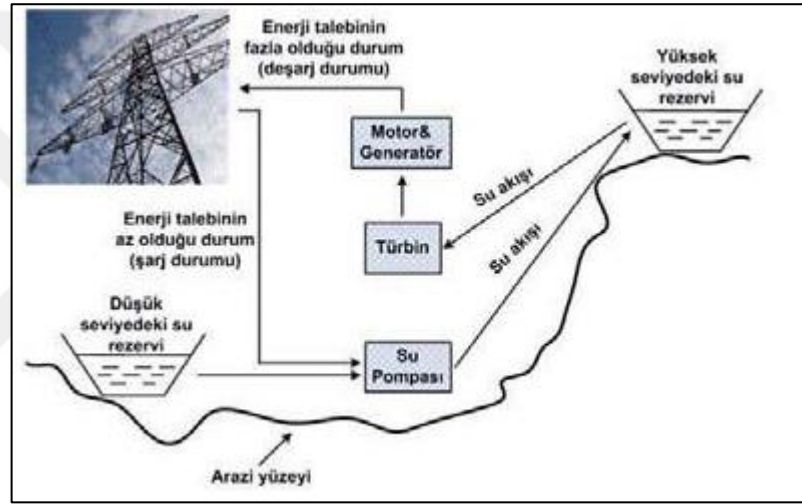 Enerji talebinin
fazla olduğu durum
(deşarj durumu)
Yüksek
seviyedeki su
rezervi
Motor&
Generatör
Su akışı
Su akışı
Enerji talebinin
az olduğu durum
(şarj durumu)
Türbin
Düşük
seviyedeki su
rezervi
Su
Pompası
Arazi yüzeyi